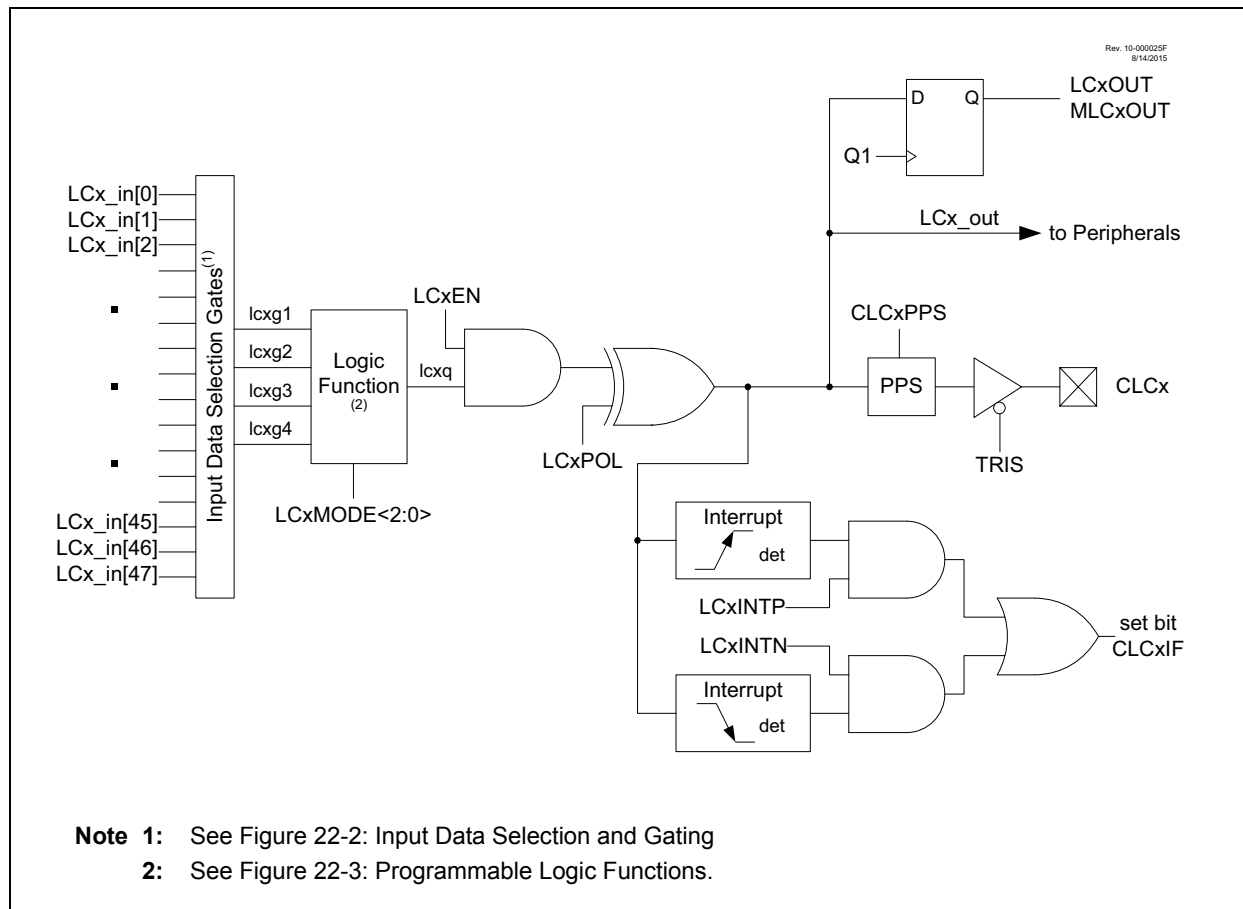 Rev. 10-000025F
8/14/2015
LCxOUT
MLCxOUT
D
Q
Q1
LCx_out
to Peripherals
LCx_in[0]
LCx_in[1]
LCx_in[2]
LCx_in[45]
LCx_in[46]
LCx_in[47]
Input Data Selection Gates(1)
lcxg1
lcxg2
lcxg3
lcxg4
Logic
Function
(2)
LCxMODE<2:0>
lcxq
LCxEN
LCxPOL
CLCxPPS
PPS
TRIS
CLCx
Interrupt
det
LCxINTP
LCxINTN
Interrupt
det
set bit
CLCxIF
Note 1: See Figure 22-2: Input Data Selection and Gating
2: See Figure 22-3: Programmable Logic Functions.